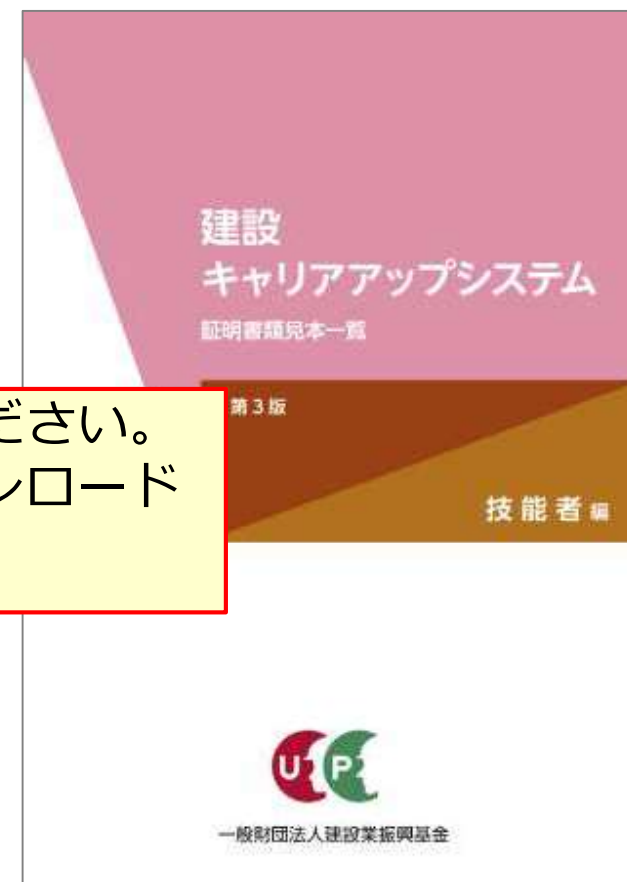 建設
キャリアアップシステム
証明書類見本一覧
第3版
ださい。
ンロード
技能者編
U P
一般財団法人建設業振興基金